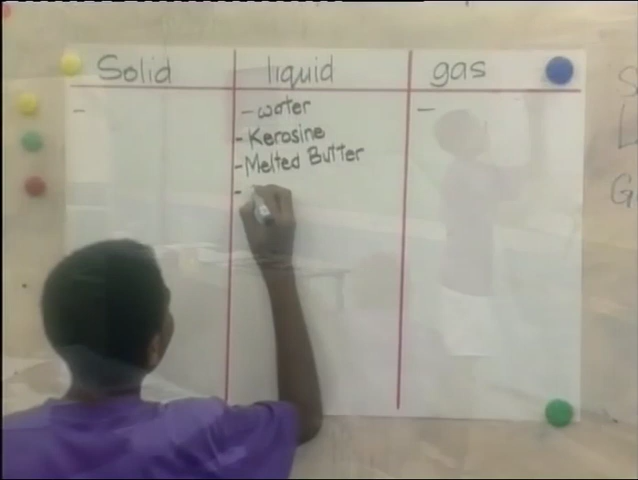 Solid liquid gas
- - water -
- Kerosine
- Melted Butter
-
S
L
G